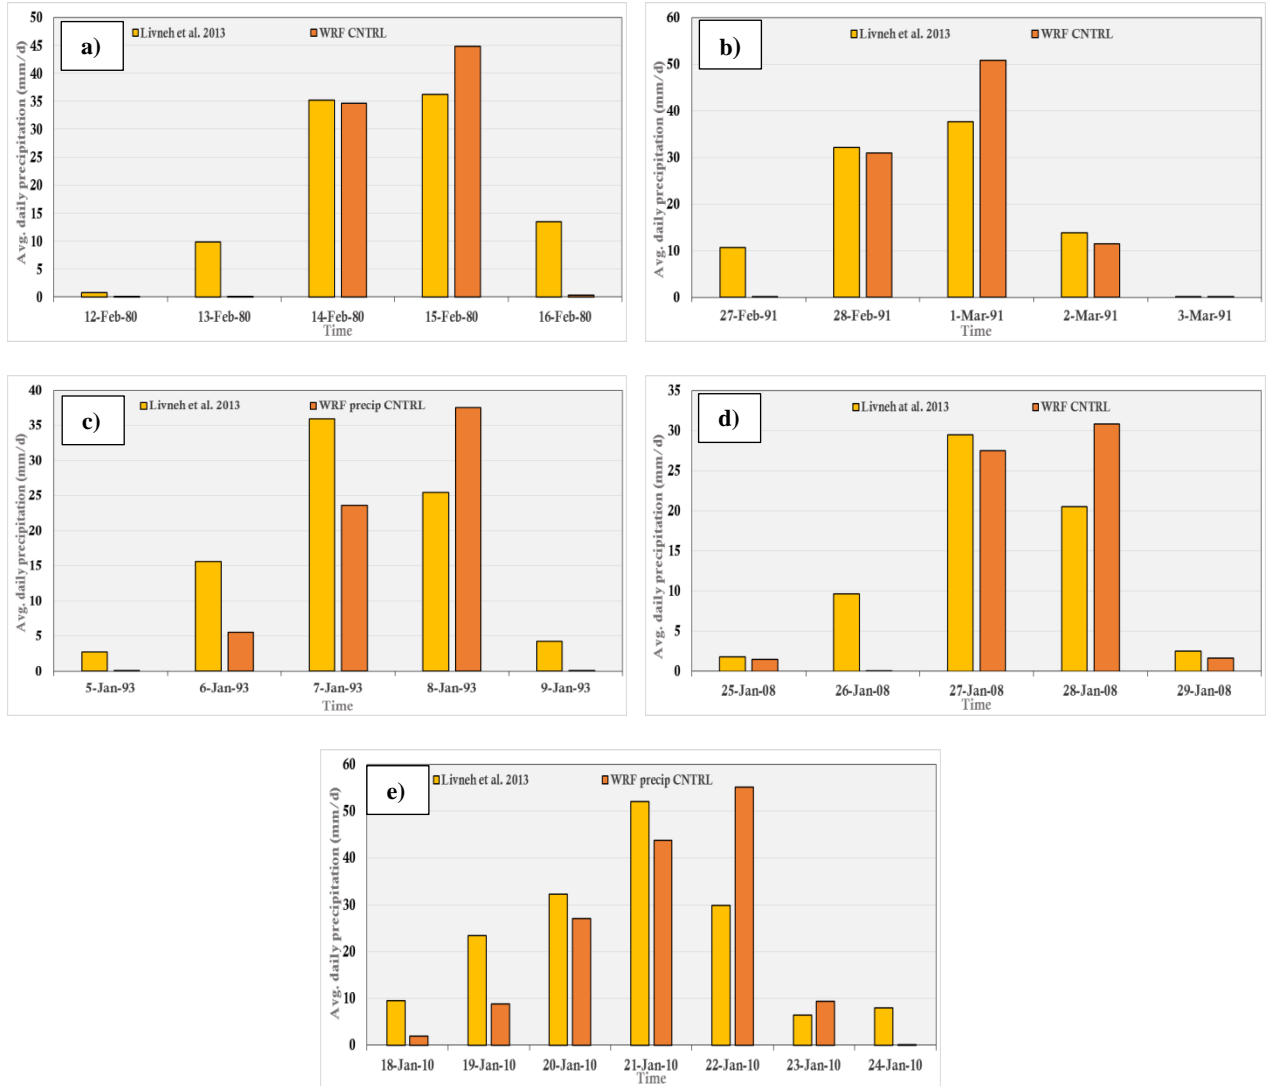 a)
Livneh et al. 2013 WRF CNTRL
Avg. daily precipitation (mm/d)
50
45
40
35
30
25
20
15
10
5
0
12-Feb-80 13-Feb-80 14-Feb-80 15-Feb-80 16-Feb-80
Time
b)
Livneh et al. 2013 WRF CNTRL
Avg. daily precipitation (mm/d)
60
50
40
30
20
10
0
27-Feb-91 28-Feb-91 1-Mar-91 2-Mar-91 3-Mar-91
Time
c)
Livneh et al. 2013 WRF precip CNTRL
Avg. daily precipitation (mm/d)
40
35
30
25
20
15
10
5
0
5-Jan-93 6-Jan-93 7-Jan-93 8-Jan-93 9-Jan-93
Time
d)
Livneh at al. 2013 WRF CNTRL
Avg. daily precipitation (mm/d)
35
30
25
20
15
10
5
0
25-Jan-08 26-Jan-08 27-Jan-08 28-Jan-08 29-Jan-08
Time
e)
Livneh et al. 2013 WRF precip CNTRL
Avg. daily precipitation (mm/d)
60
50
40
30
20
10
0
18-Jan-10 19-Jan-10 20-Jan-10 21-Jan-10 22-Jan-10 23-Jan-10 24-Jan-10
Time